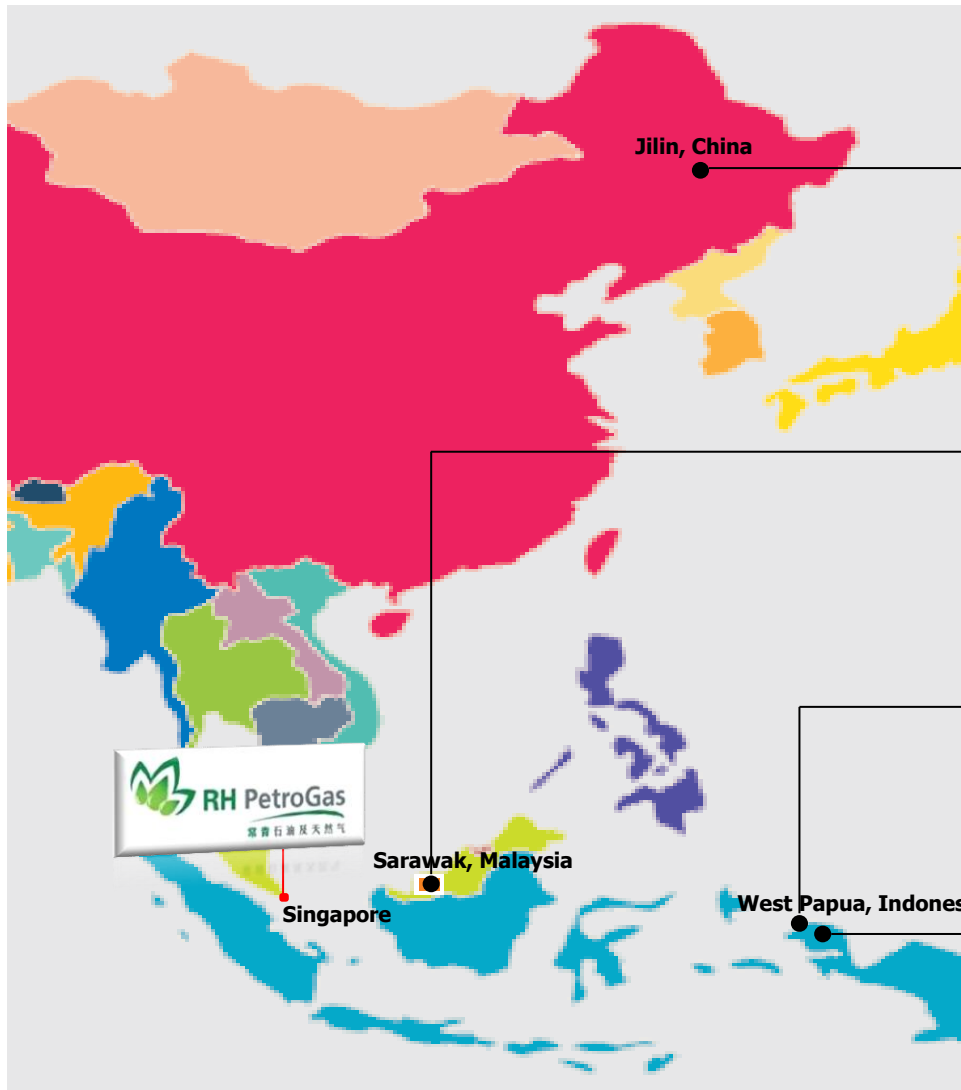 Jilin, China
RH PetroGas
常青石油及天然气
Sarawak, Malaysia
Singapore
West Papua, Indones